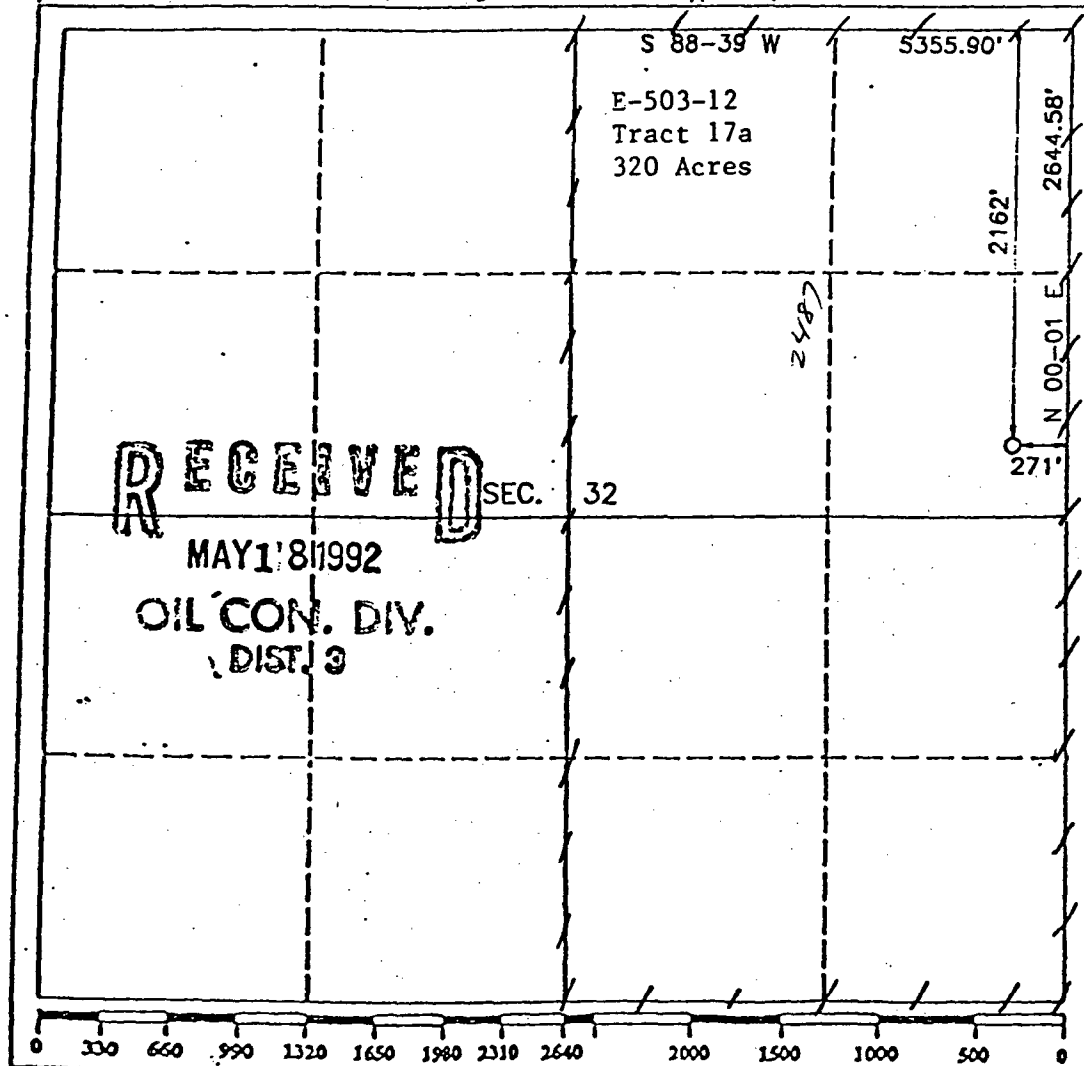 S 88-39 W 5355.90'
E-503-12
Tract 17a
320 Acres
2644.58'
2162'
N 00-01 E
2487
271'
SEC. 32
RECEIVED
MAY 18 1992
OIL CON. DIV.
DIST. 3
0 330 660 990 1320 1650 1980 2310 2640 2000 1500 1000 500 0